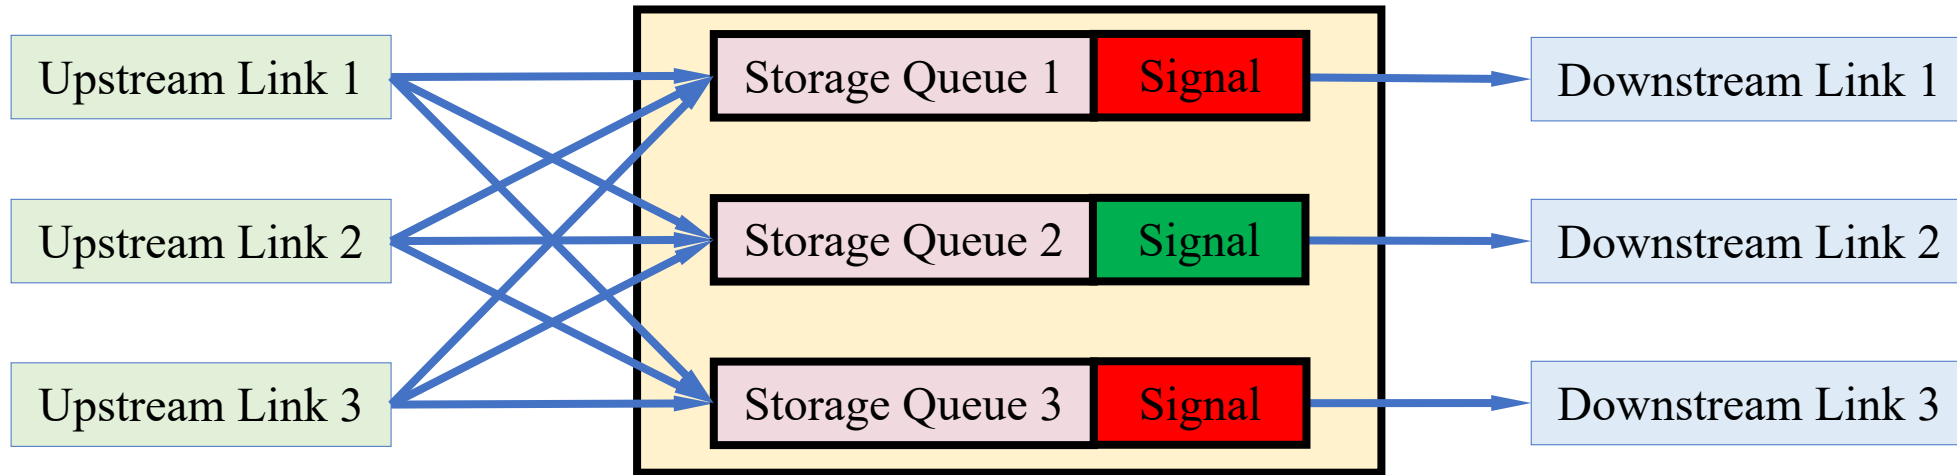 Upstream Link 1
Storage Queue 1
Signal
Downstream Link 1
Upstream Link 2
Storage Queue 2
Signal
Downstream Link 2
Upstream Link 3
Storage Queue 3
Signal
Downstream Link 3